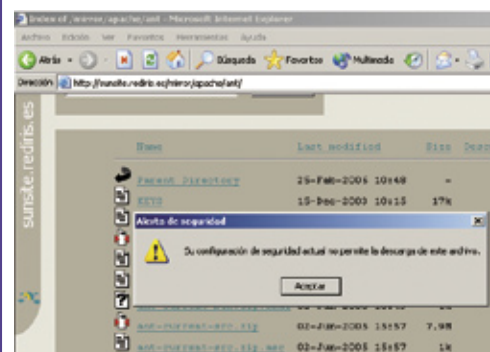 Index of /mirror/apache/ant - Microsoft Internet Explorer
Archivo Edición Ver Favoritos Herramientas Ayuda
Atrás Búsqueda Favoritos Multimedia
Dirección http://sunsite.rediris.es/mirror/apache/ant/
sunsite.rediris.es
Name Last modified Size Desc
Parent Directory 25-Feb-2005 10:48 -
KEYS 15-Dec-2003 10:15 17k
Alerta de seguridad
Su configuración de seguridad actual no permite la descarga de este archivo.
Aceptar
ant-current-src.zip 02-Jun-2005 15:57 7.9M
ant-current-src.zip.asc 02-Jun-2005 15:57 1k